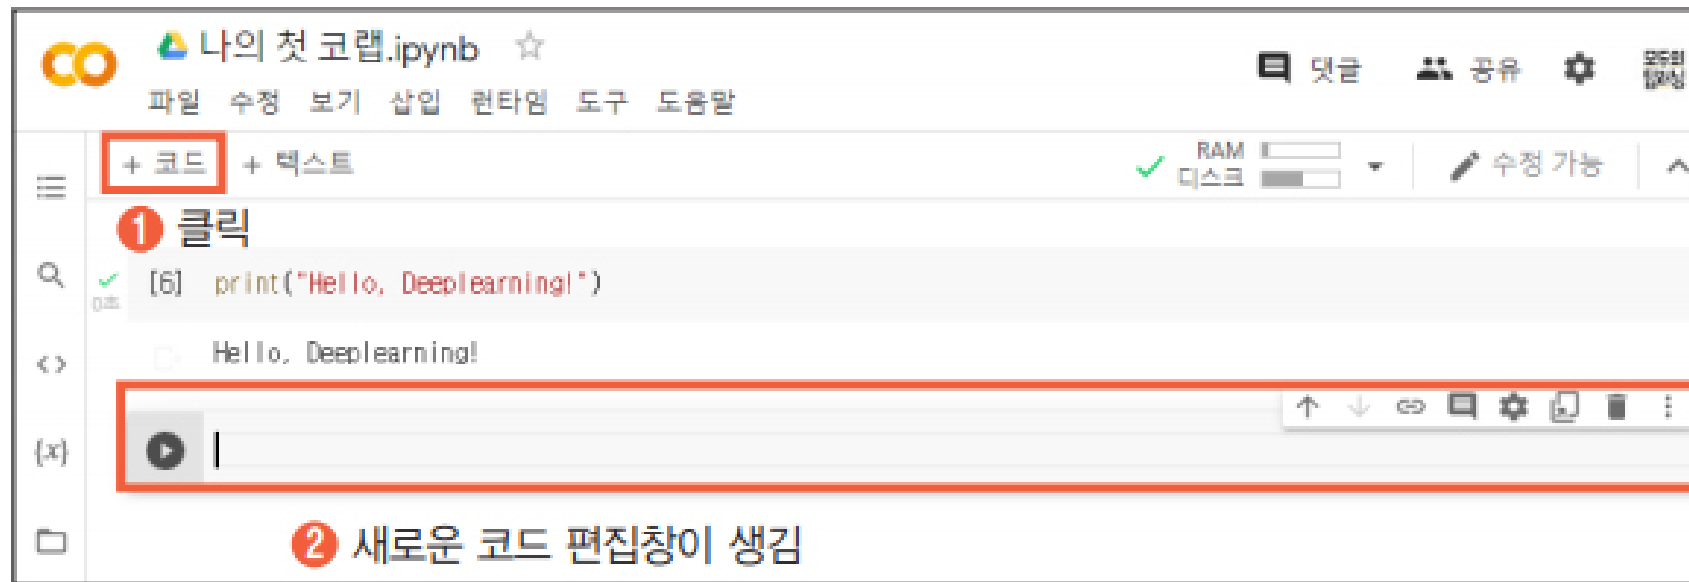 나의 첫 코랩.ipynb
댓글 공유
파일 수정 보기 삽입 런타임 도구 도움말
+ 코드 + 텍스트
RAM
디스크
수정 가능
1 클릭
[6] print("Hello, Deeplearning!")
0초
Hello, Deeplearning!
{x}
2 새로운 코드 편집창이 생김